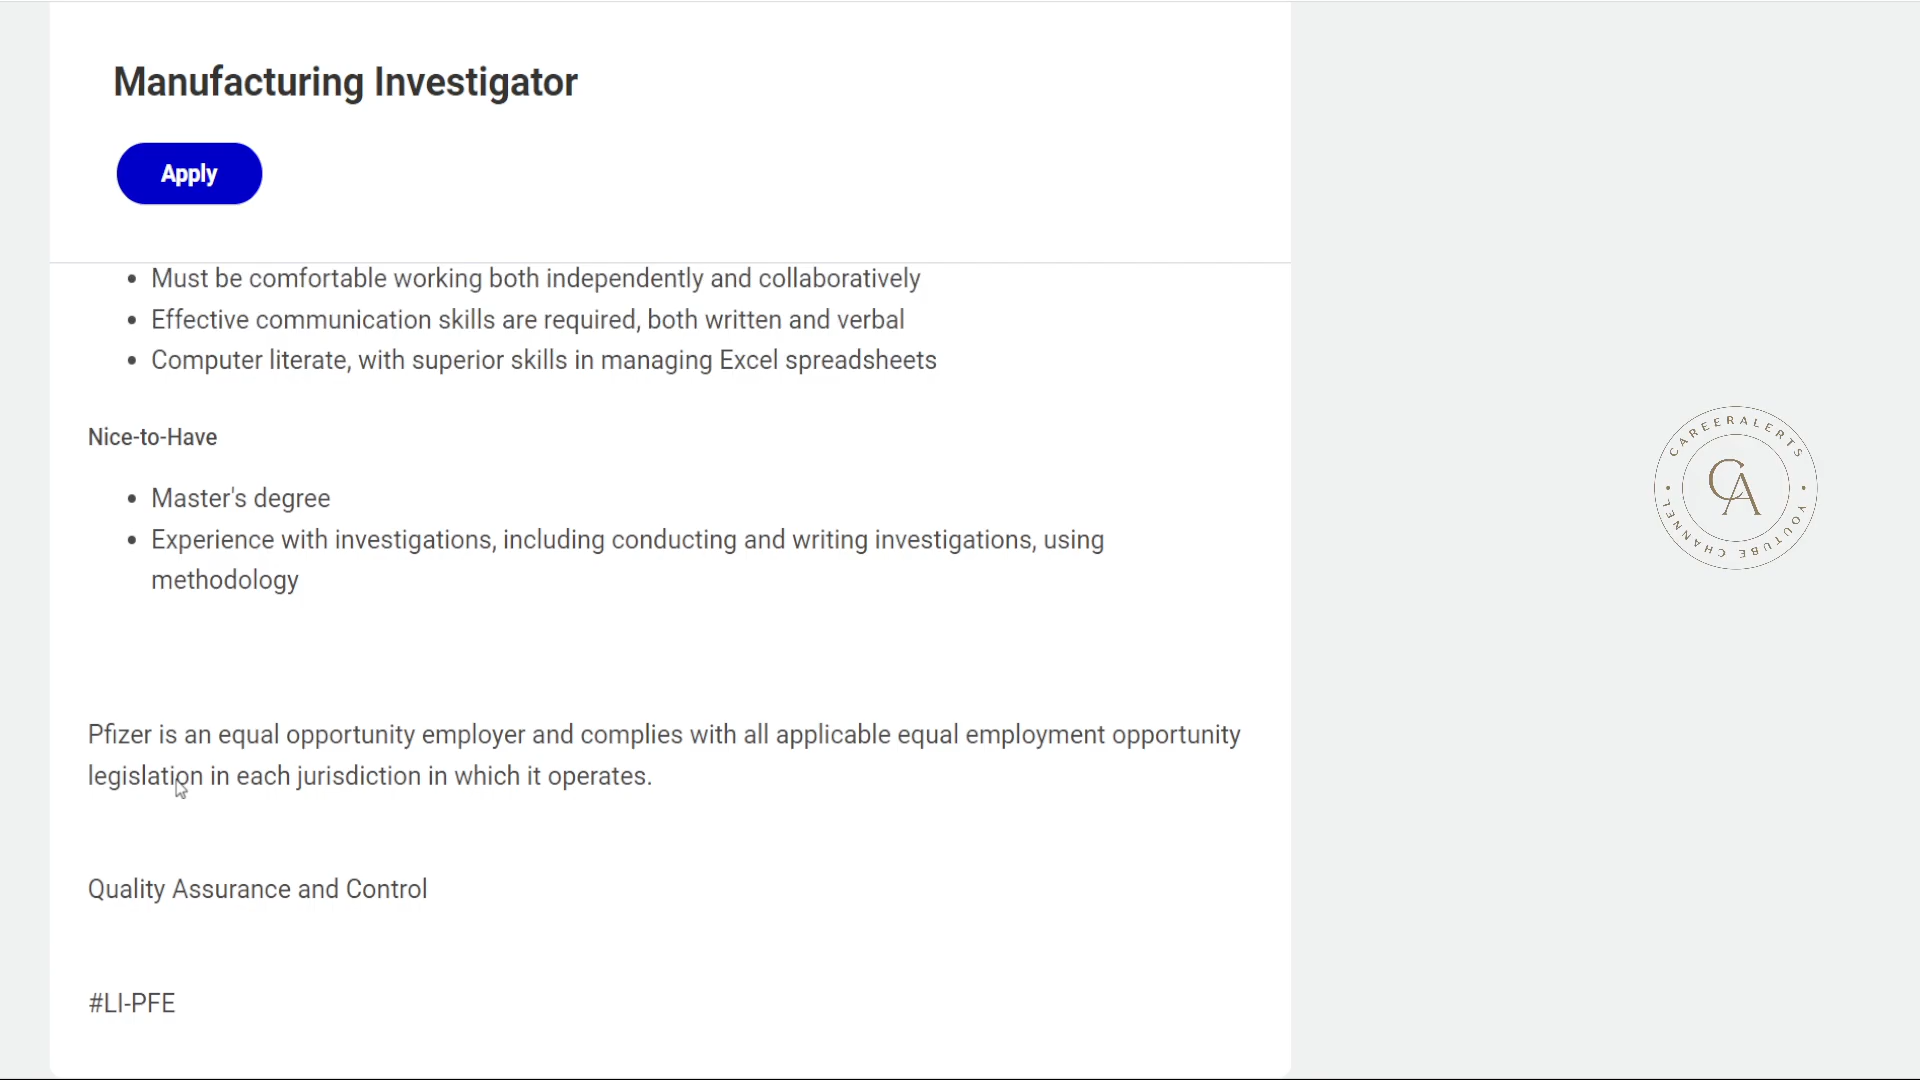 Manufacturing Investigator
Apply
• Must be comfortable working both independently and collaboratively
• Effective communication skills are required, both written and verbal
• Computer literate, with superior skills in managing Excel spreadsheets
Nice-to-Have
• Master's degree
• Experience with investigations, including conducting and writing investigations, using
methodology
Pfizer is an equal opportunity employer and complies with all applicable equal employment opportunity
legislation in each jurisdiction in which it operates.
Quality Assurance and Control
#LI-PFE
CAREERALERTS
CA
YOUTUBE CHANNEL